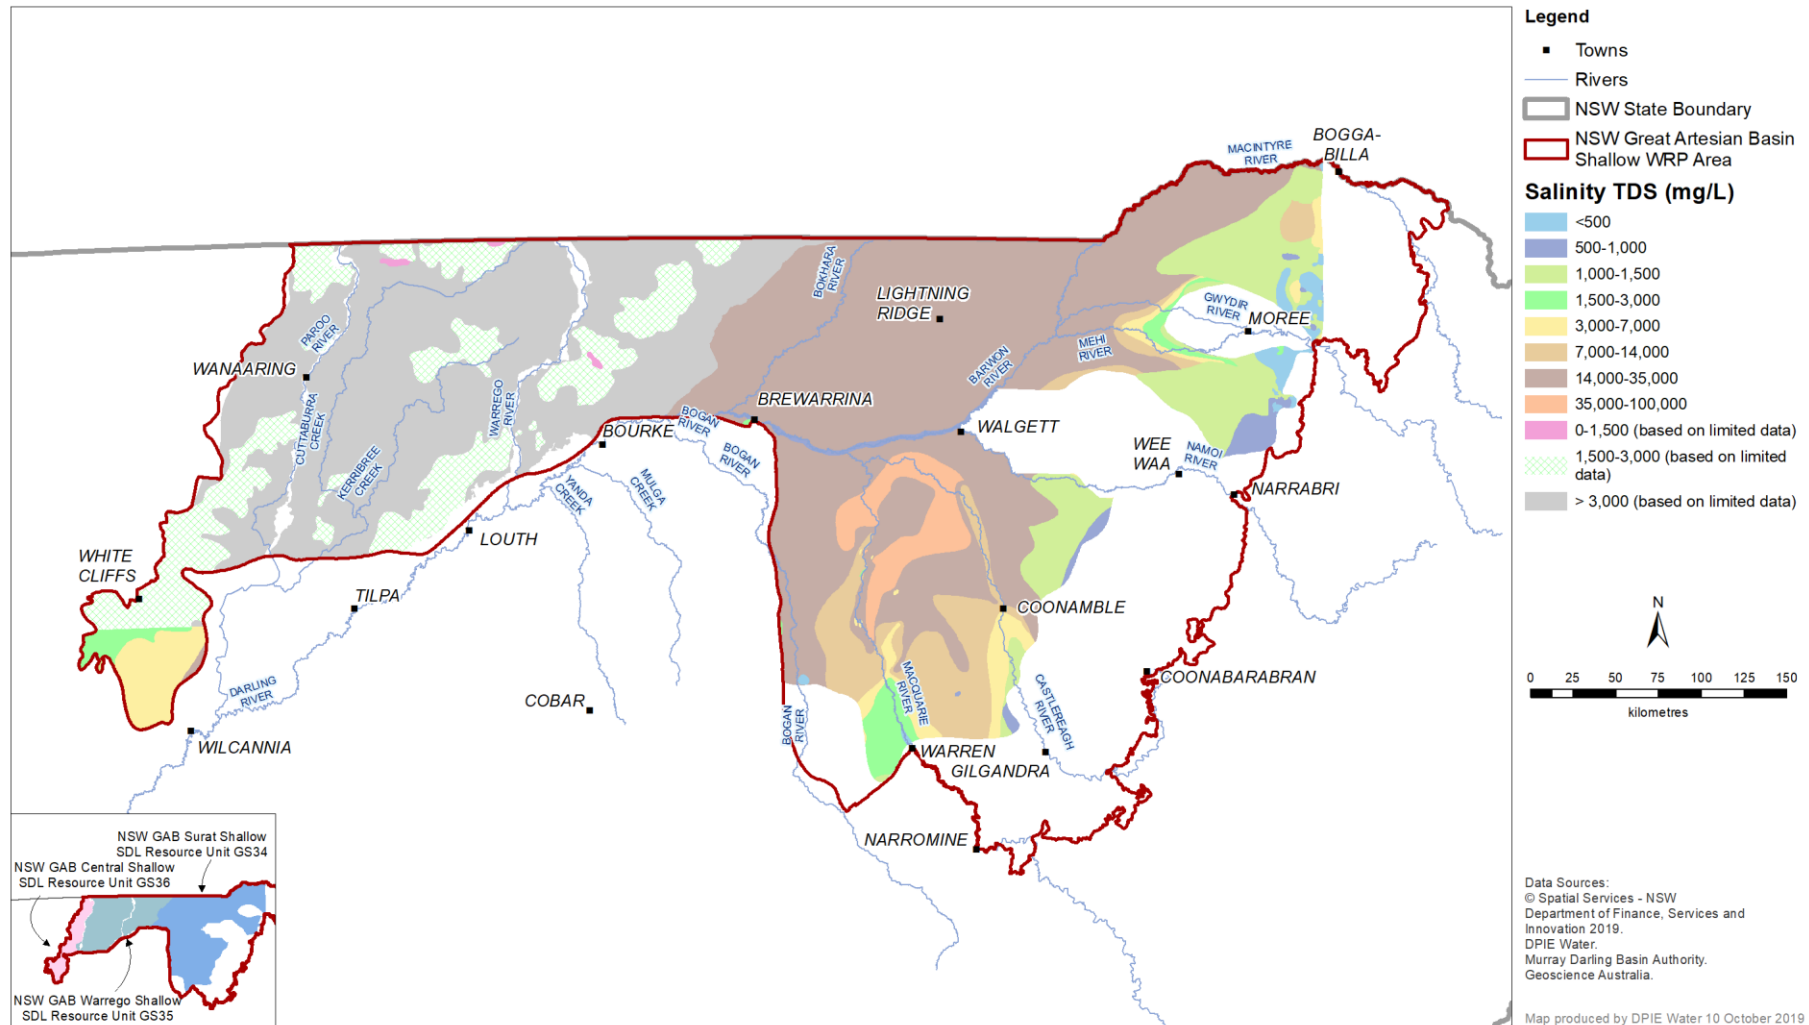 Legend
Towns
Rivers
NSW State Boundary
NSW Great Artesian Basin
Shallow WRP Area
Salinity TDS (mg/L)
<500
500-1,000
1,000-1,500
1,500-3,000
3,000-7,000
7,000-14,000
14,000-35,000
35,000-100,000
0-1,500 (based on limited data)
1,500-3,000 (based on limited
data)
> 3,000 (based on limited data)
N
0 25 50 75 100 125 150
kilometres
Data Sources:
© Spatial Services - NSW
Department of Finance, Services and
Innovation 2019.
DPIE Water.
Murray Darling Basin Authority.
Geoscience Australia.
Map produced by DPIE Water 10 October 2019
BOGGA-
BILLA
MACINTYRE
RIVER
BOKHARA
RIVER
LIGHTNING
RIDGE
GWYDIR
RIVER
MOREE
MEHI
RIVER
BARWON
RIVER
PAROO
RIVER
WANAARING
CUTTABURRA
CREEK
KERRIBREE
CREEK
WARREGO
RIVER
BREWARRINA
BOGAN
RIVER
BOURKE
BOGAN
RIVER
WALGETT
WEE
WAA
NAMOI
RIVER
NARRABRI
YANDA
CREEK
MULGA
CREEK
LOUTH
WHITE
CLIFFS
TILPA
COONAMBLE
COONABARABRAN
DARLING
RIVER
COBAR
WILCANNIA
BOGAN
RIVER
MACQUARIE
RIVER
CASTLEREAGH
RIVER
WARREN
GILGANDRA
NARROMINE
NSW GAB Surat Shallow
SDL Resource Unit GS34
NSW GAB Central Shallow
SDL Resource Unit GS36
NSW GAB Warrego Shallow
SDL Resource Unit GS35